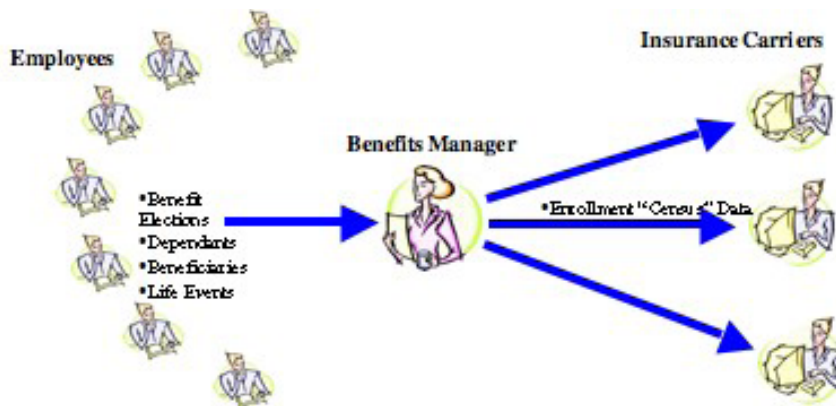 Employees
Insurance Carriers
Benefits Manager
•Benefit
Elections
•Dependants
•Beneficiaries
•Life Events
•Enrollment "Census" Data